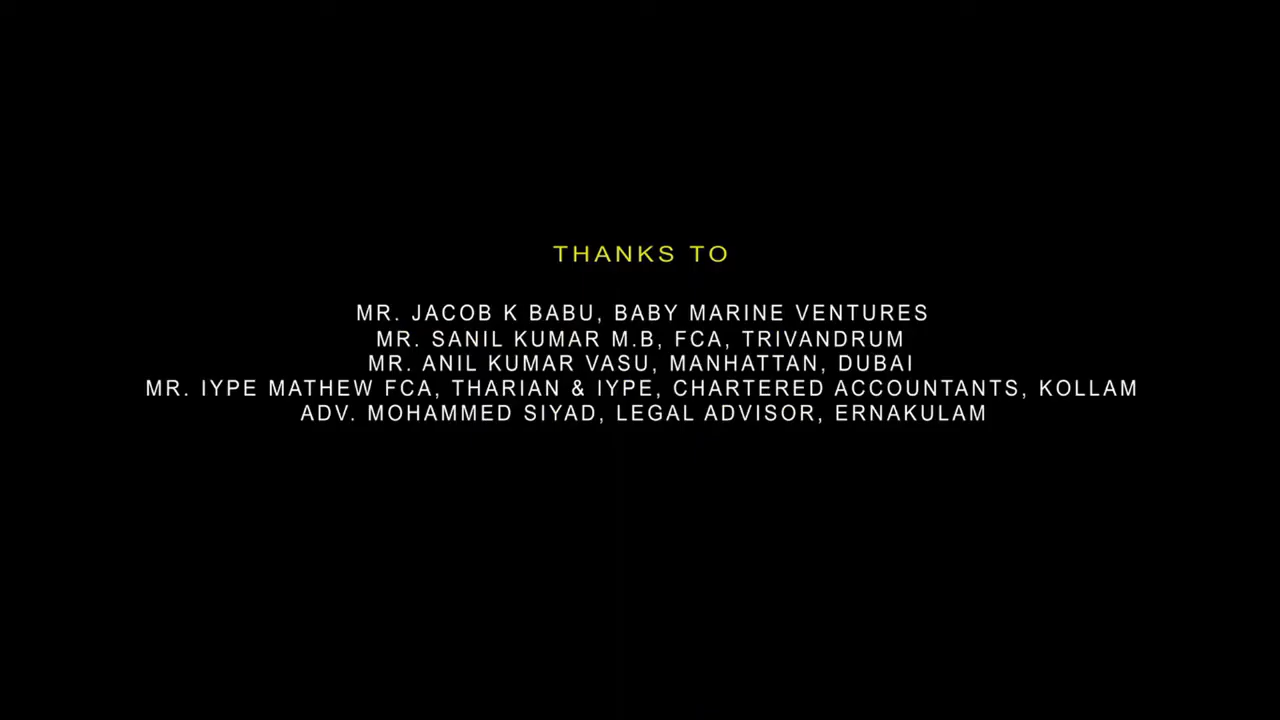 THANKS TO
MR. JACOB K BABU, BABY MARINE VENTURES
MR. SANIL KUMAR M.B, FCA, TRIVANDRUM
MR. ANIL KUMAR VASU, MANHATTAN, DUBAI
MR. IYPE MATHEW FCA, THARIAN & IYPE, CHARTERED ACCOUNTANTS, KOLLAM
ADV. MOHAMMED SIYAD, LEGAL ADVISOR, ERNAKULAM